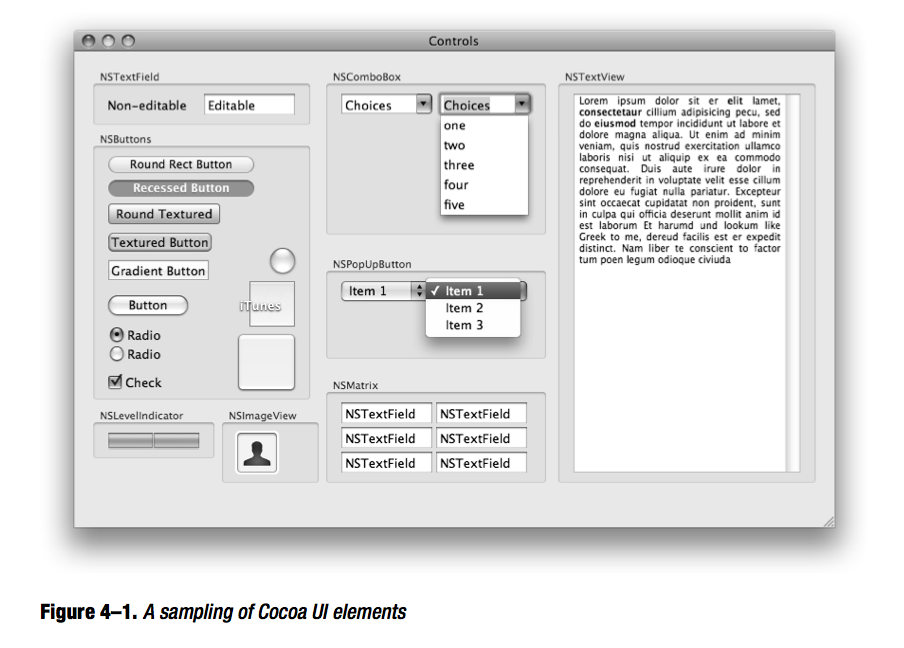 Controls
NSTextField
Non-editable
Editable
NSButtons
Round Rect Button
Recessed Button
Round Textured
Textured Button
Gradient Button
Button
iTunes
Radio
Radio
Check
NSLevelIndicator
NSImageView
NSComboBox
Choices
Choices
one
two
three
four
five
NSPopUpButton
Item 1
✓ Item 1
Item 2
Item 3
NSMatrix
NSTextField NSTextField
NSTextField NSTextField
NSTextField NSTextField
NSTextView
Lorem ipsum dolor sit er elit lamet,
consectetaur cillium adipisicing pecu, sed
do eiusmod tempor incididunt ut labore et
dolore magna aliqua. Ut enim ad minim
veniam, quis nostrud exercitation ullamco
laboris nisi ut aliquip ex ea commodo
consequat. Duis aute irure dolor in
reprehenderit in voluptate velit esse cillum
dolore eu fugiat nulla pariatur. Excepteur
sint occaecat cupidatat non proident, sunt
in culpa qui officia deserunt mollit anim id
est laborum Et harumd und lookum like
Greek to me, dereud facilis est er expedit
distinct. Nam liber te conscient to factor
tum poen legum odioque civiuda
Figure 4–1. A sampling of Cocoa UI elements